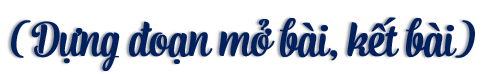 (Dựng đoạn mở bài, kết bài)